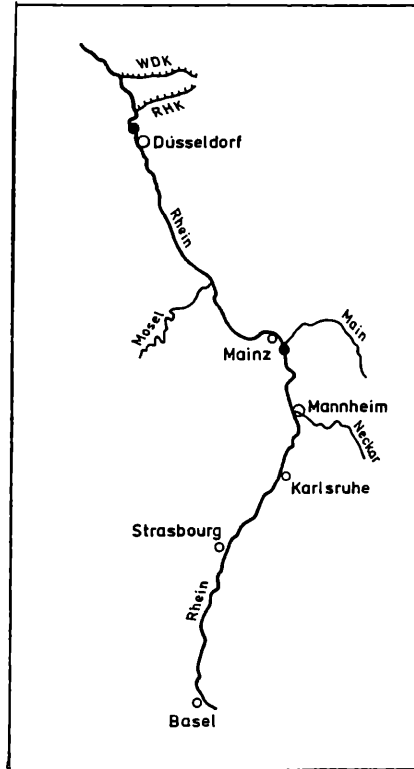 WDK
RHK
Düsseldorf
Rhein
Mosel
Main
Mainz
Mannheim
Neckar
Karlsruhe
Strasbourg
Rhein
Basel